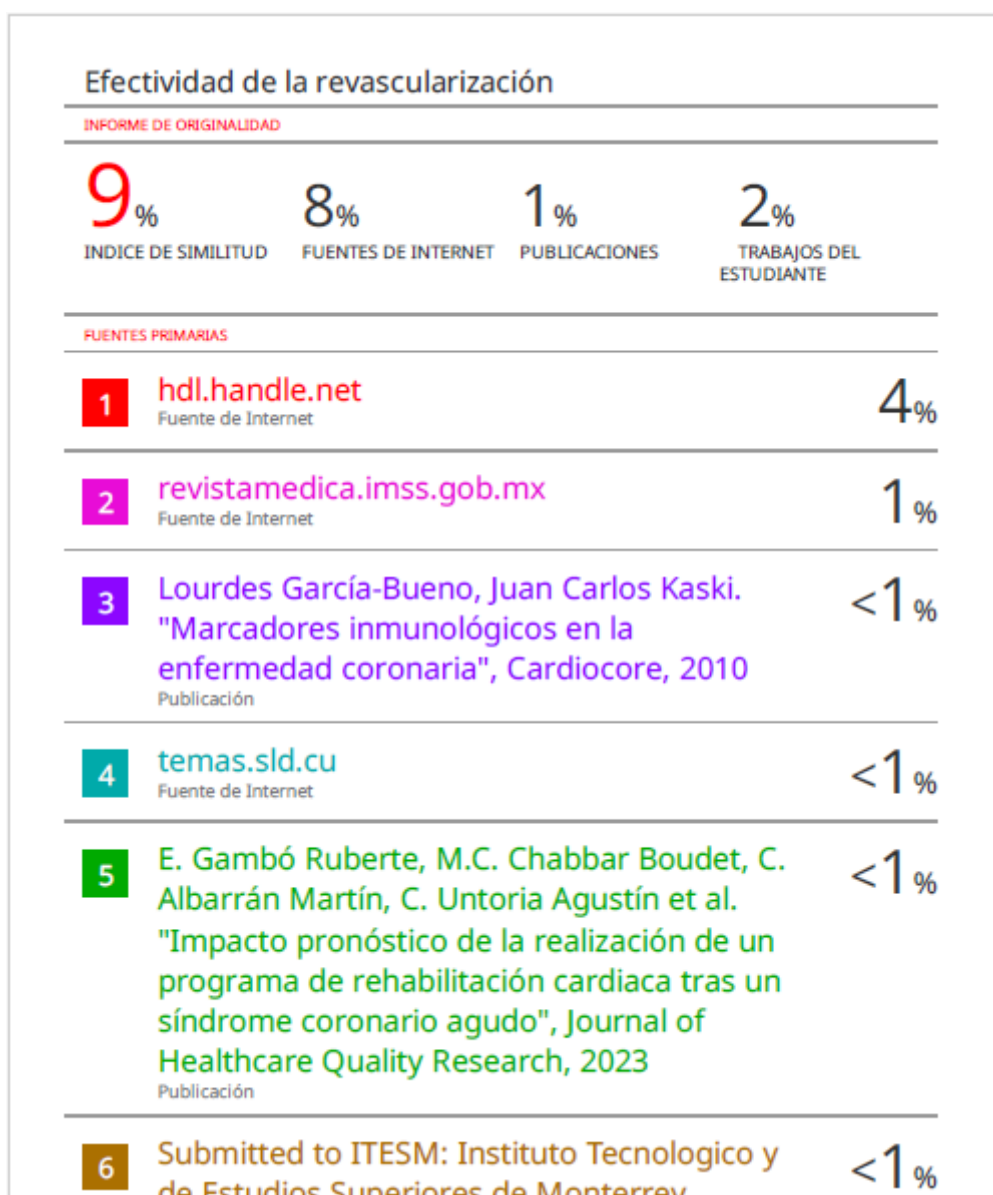 Efectividad de la revascularización
INFORME DE ORIGINALIDAD
9%
8%
1%
2%
INDICE DE SIMILITUD
FUENTES DE INTERNET
PUBLICACIONES
TRABAJOS DEL
ESTUDIANTE
FUENTES PRIMARIAS
1
hdl.handle.net
Fuente de Internet
4%
2
revistamedica.imss.gob.mx
Fuente de Internet
1%
3
Lourdes García-Bueno, Juan Carlos Kaski.
"Marcadores inmunológicos en la
enfermedad coronaria", Cardiocore, 2010
Publicación
<1%
4
temas.sld.cu
Fuente de Internet
<1%
5
E. Gambó Ruberte, M.C. Chabbar Boudet, C.
Albarrán Martín, C. Untoria Agustín et al.
"Impacto pronóstico de la realización de un
programa de rehabilitación cardiaca tras un
síndrome coronario agudo", Journal of
Healthcare Quality Research, 2023
Publicación
<1%
6
Submitted to ITESM: Instituto Tecnologico y
de Estudios Superiores de Monterrey
<1%